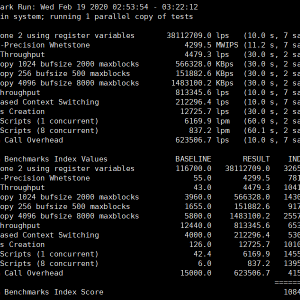 ark Run: Wed Feb 19 2020 02:53:54 - 03:22:12
in system; running 1 parallel copy of tests
one 2 using register variables 38112709.0 lps (10.0 s, 7 sa
-Precision Whetstone 4299.5 MWIPS (11.2 s, 7 sa
Throughput 4479.3 lps (30.0 s, 2 sa
opy 1024 bufsize 2000 maxblocks 566328.0 KBps (30.0 s, 2 sa
opy 256 bufsize 500 maxblocks 151882.6 KBps (30.0 s, 2 sa
opy 4096 bufsize 8000 maxblocks 1483100.2 KBps (30.0 s, 2 sa
hroughput 813345.6 lps (10.0 s, 7 sa
ased Context Switching 212296.4 lps (10.0 s, 7 sa
s Creation 12725.7 lps (30.0 s, 2 sa
Scripts (1 concurrent) 6169.9 lpm (60.0 s, 2 sa
Scripts (8 concurrent) 837.2 lpm (60.1 s, 2 sa
Call Overhead 623506.7 lps (10.0 s, 7 sa
Benchmarks Index Values BASELINE RESULT IND
one 2 using register variables 116700.0 38112709.0 3265
-Precision Whetstone 55.0 4299.5 781
Throughput 43.0 4479.3 1041
opy 1024 bufsize 2000 maxblocks 3960.0 566328.0 1430
opy 256 bufsize 500 maxblocks 1655.0 151882.6 917
opy 4096 bufsize 8000 maxblocks 5800.0 1483100.2 2557
hroughput 12440.0 813345.6 653
ased Context Switching 4000.0 212296.4 530
s Creation 126.0 12725.7 1010
Scripts (1 concurrent) 42.4 6169.9 1455
Scripts (8 concurrent) 6.0 837.2 1395
Call Overhead 15000.0 623506.7 415
======
Benchmarks Index Score 1084